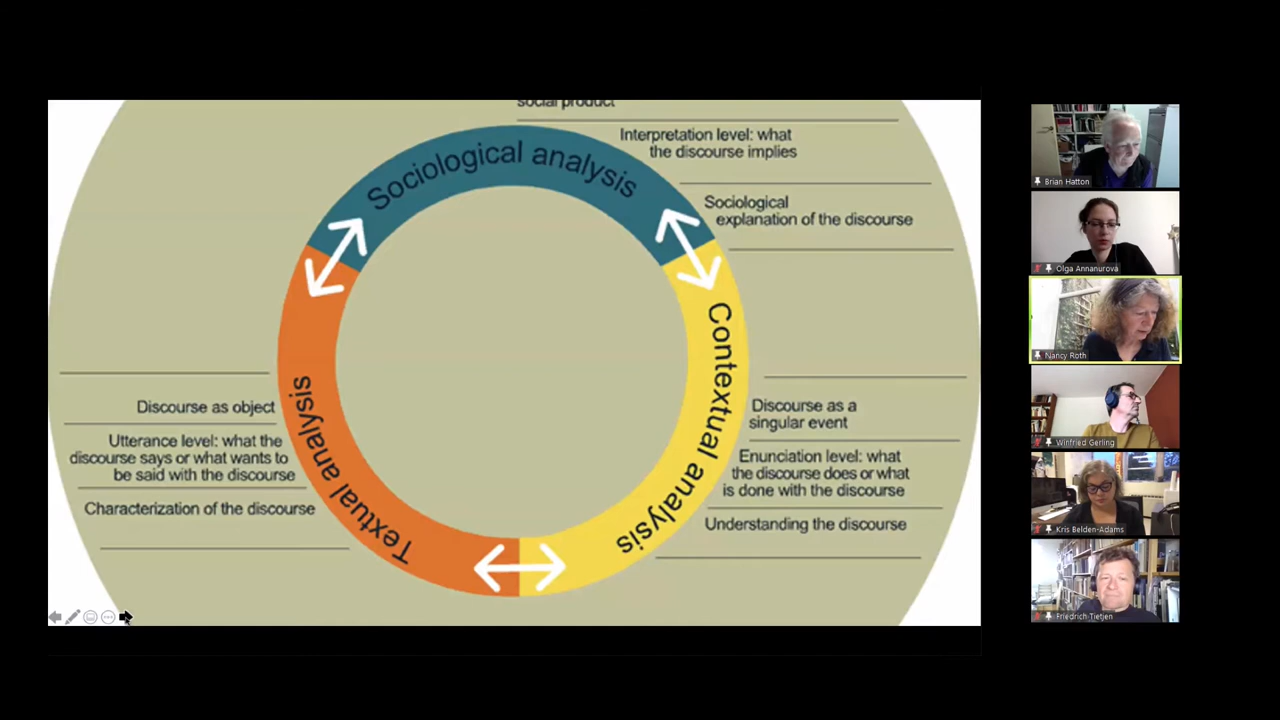 social product
Interpretation level: what
the discourse implies
Sociological
explanation of the discourse
Sociological analysis
Contextual analysis
Textual analysis
Discourse as object
Utterance level: what the
discourse says or what wants to
be said with the discourse
Characterization of the discourse
Discourse as a
singular event
Enunciation level: what
the discourse does or what
is done with the discourse
Understanding the discourse
Brian Hatton
Olga Annanurová
Nancy Roth
Winfried Gerling
Kris Belden-Adams
Friedrich Tietjen